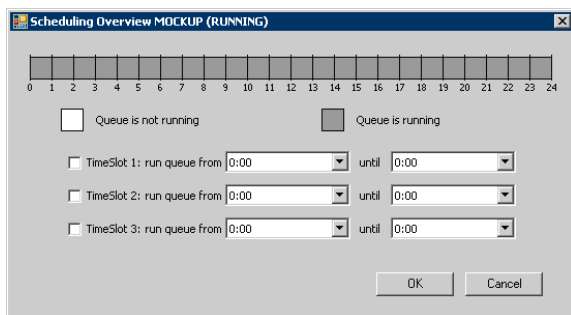 Scheduling Overview MOCKUP (RUNNING)
0 1 2 3 4 5 6 7 8 9 10 11 12 13 14 15 16 17 18 19 20 21 22 23 24
Queue is not running Queue is running
TimeSlot 1: run queue from 0:00 until 0:00
TimeSlot 2: run queue from 0:00 until 0:00
TimeSlot 3: run queue from 0:00 until 0:00
OK Cancel